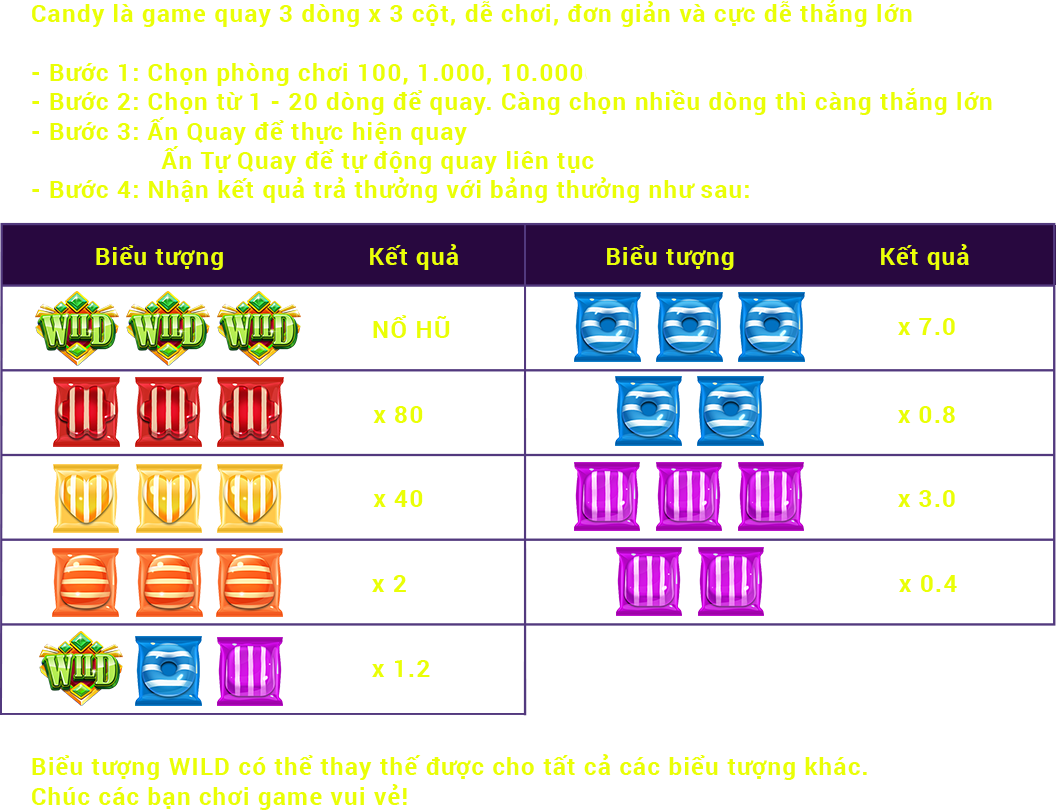 Candy là game quay 3 dòng x 3 cột, dễ chơi, đơn giản và cực dễ thắng lớn
- Bước 1: Chọn phòng chơi 100, 1.000, 10.000
- Bước 2: Chọn từ 1 - 20 dòng để quay. Càng chọn nhiều dòng thì càng thắng lớn
- Bước 3: Ấn Quay để thực hiện quay
Ấn Tự Quay để tự động quay liên tục
- Bước 4: Nhận kết quả trả thưởng với bảng thưởng như sau:
Biểu tượng Kết quả Biểu tượng Kết quả
WILD WILD WILD NỔ HŨ x 7.0
x 80 x 0.8
x 40 x 3.0
x 2 x 0.4
WILD x 1.2
Biểu tượng WILD có thể thay thế được cho tất cả các biểu tượng khác.
Chúc các bạn chơi game vui vẻ!